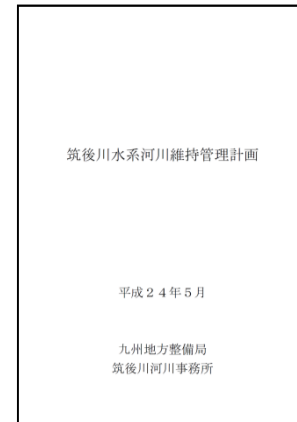 筑後川水系河川維持管理計画
平成２４年５月
九州地方整備局
筑後川河川事務所